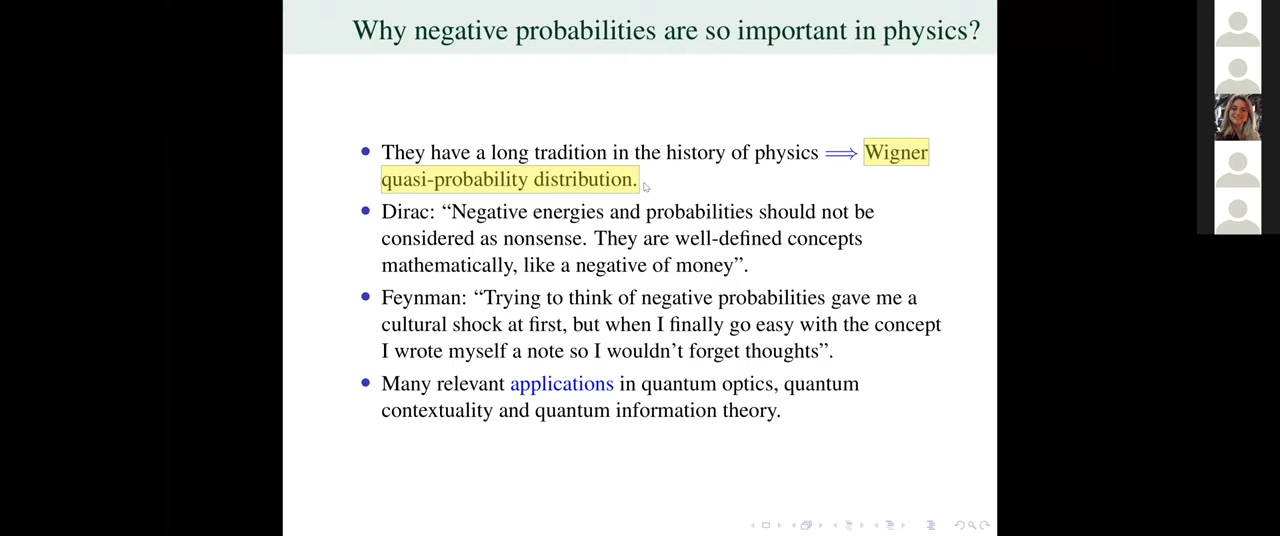 Why negative probabilities are so important in physics?
They have a long tradition in the history of physics ⟹ Wigner
quasi-probability distribution.
Dirac: “Negative energies and probabilities should not be
considered as nonsense. They are well-defined concepts
mathematically, like a negative of money”.
Feynman: “Trying to think of negative probabilities gave me a
cultural shock at first, but when I finally go easy with the concept
I wrote myself a note so I wouldn’t forget thoughts”.
Many relevant applications in quantum optics, quantum
contextuality and quantum information theory.